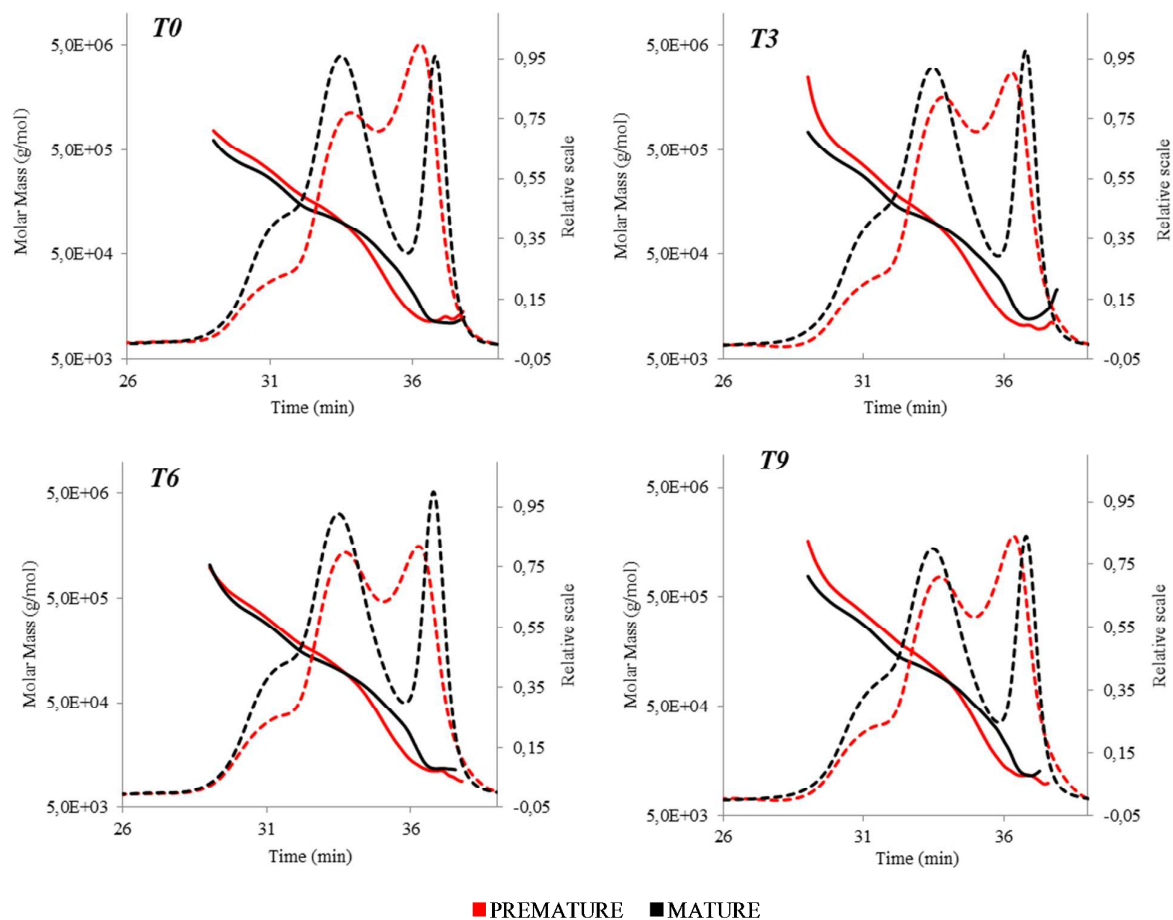 T0
Molar Mass (g/mol)
5,0E+06
5,0E+05
5,0E+04
5,0E+03
0,95
0,75
0,55
0,35
0,15
-0,05
Relative scale
26
31
36
Time (min)
T3
Molar Mass (g/mol)
5,0E+06
5,0E+05
5,0E+04
5,0E+03
0,95
0,75
0,55
0,35
0,15
-0,05
Relative scale
26
31
36
Time (min)
T6
Molar Mass (g/mol)
5,0E+06
5,0E+05
5,0E+04
5,0E+03
0,95
0,75
0,55
0,35
0,15
-0,05
Relative scale
26
31
36
Time (min)
T9
Molar Mass (g/mol)
5,0E+06
5,0E+05
5,0E+04
5,0E+03
0,95
0,75
0,55
0,35
0,15
-0,05
Relative scale
26
31
36
Time (min)
PREMATURE MATURE